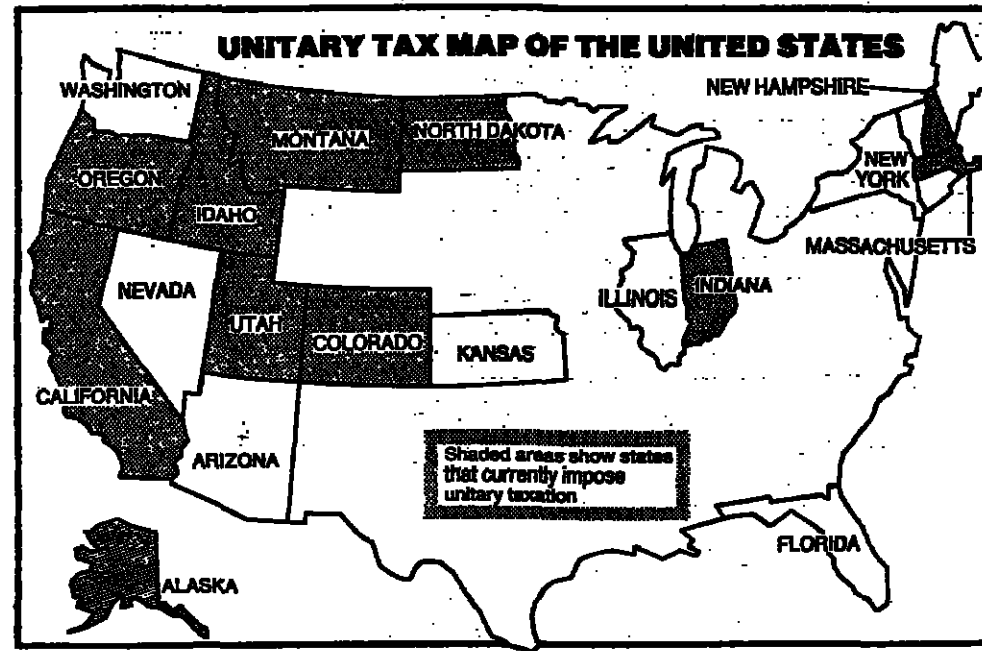 UNITARY TAX MAP OF THE UNITED STATES
WASHINGTON
NEW HAMPSHIRE
MONTANA
NORTH DAKOTA
OREGON
NEW
YORK
IDAHO
MASSACHUSETTS
NEVADA
ILLINOIS
INDIANA
UTAH
COLORADO
KANSAS
CALIFORNIA
ARIZONA
Shaded areas show states
that currently impose
unitary taxation
FLORIDA
ALASKA